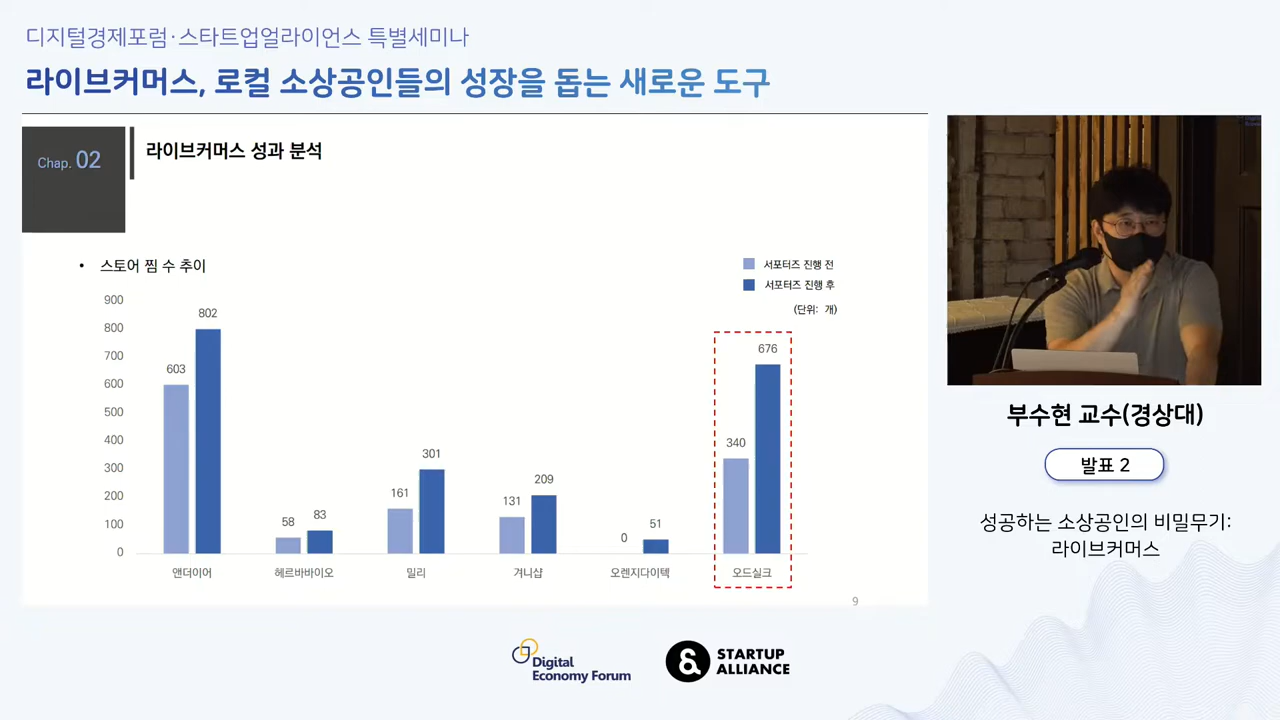 디지털경제포럼·스타트업얼라이언스 특별세미나
라이브커머스, 로컬 소상공인들의 성장을 돕는 새로운 도구
Chap. 02
라이브커머스 성과 분석
• 스토어 찜 수 추이
서포터즈 진행 전
서포터즈 진행 후
(단위: 개)
900
800
700
600
500
400
300
200
100
0
603
802
58
83
161
301
131
209
0
51
340
676
앤더이어
헤르바바이오
밀리
겨니샵
오렌지다이텍
오드실크
9
부수현 교수(경상대)
발표 2
성공하는 소상공인의 비밀무기:
라이브커머스
Digital
Economy Forum
&
STARTUP
ALLIANCE